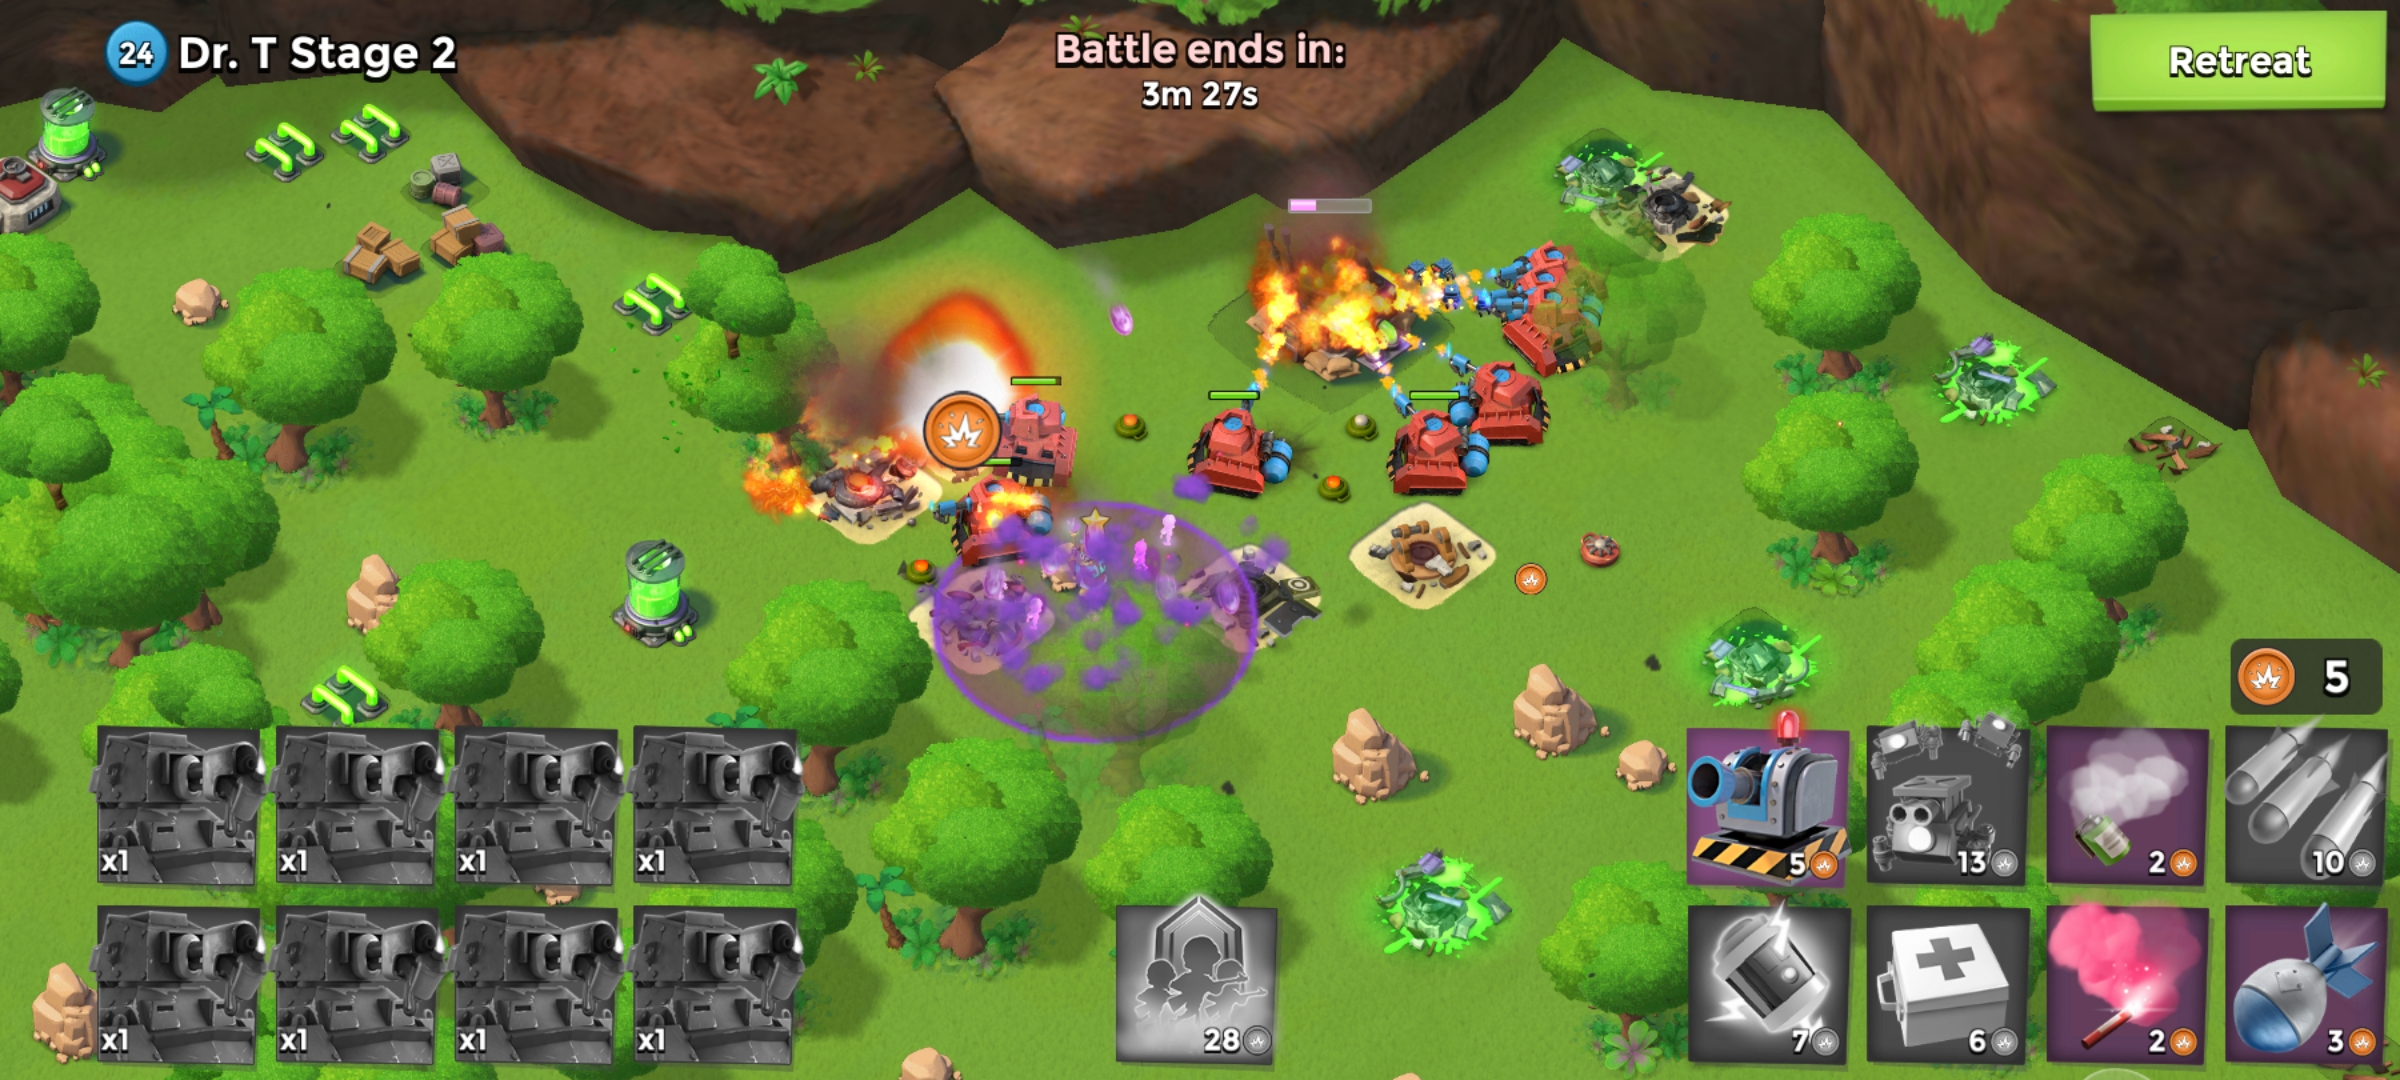 24 Dr. T Stage 2
Battle ends in:
3m 27s
Retreat
5
x1 x1 x1 x1
5 13 2 10
x1 x1 x1 x1
28
7 6 2 3